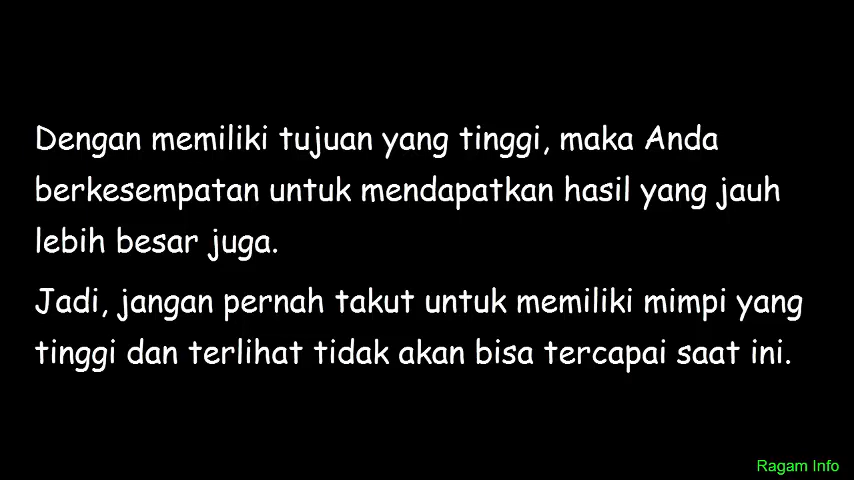 Dengan memiliki tujuan yang tinggi, maka Anda
berkesempatan untuk mendapatkan hasil yang jauh
lebih besar juga.
Jadi, jangan pernah takut untuk memiliki mimpi yang
tinggi dan terlihat tidak akan bisa tercapai saat ini.
Ragam Info